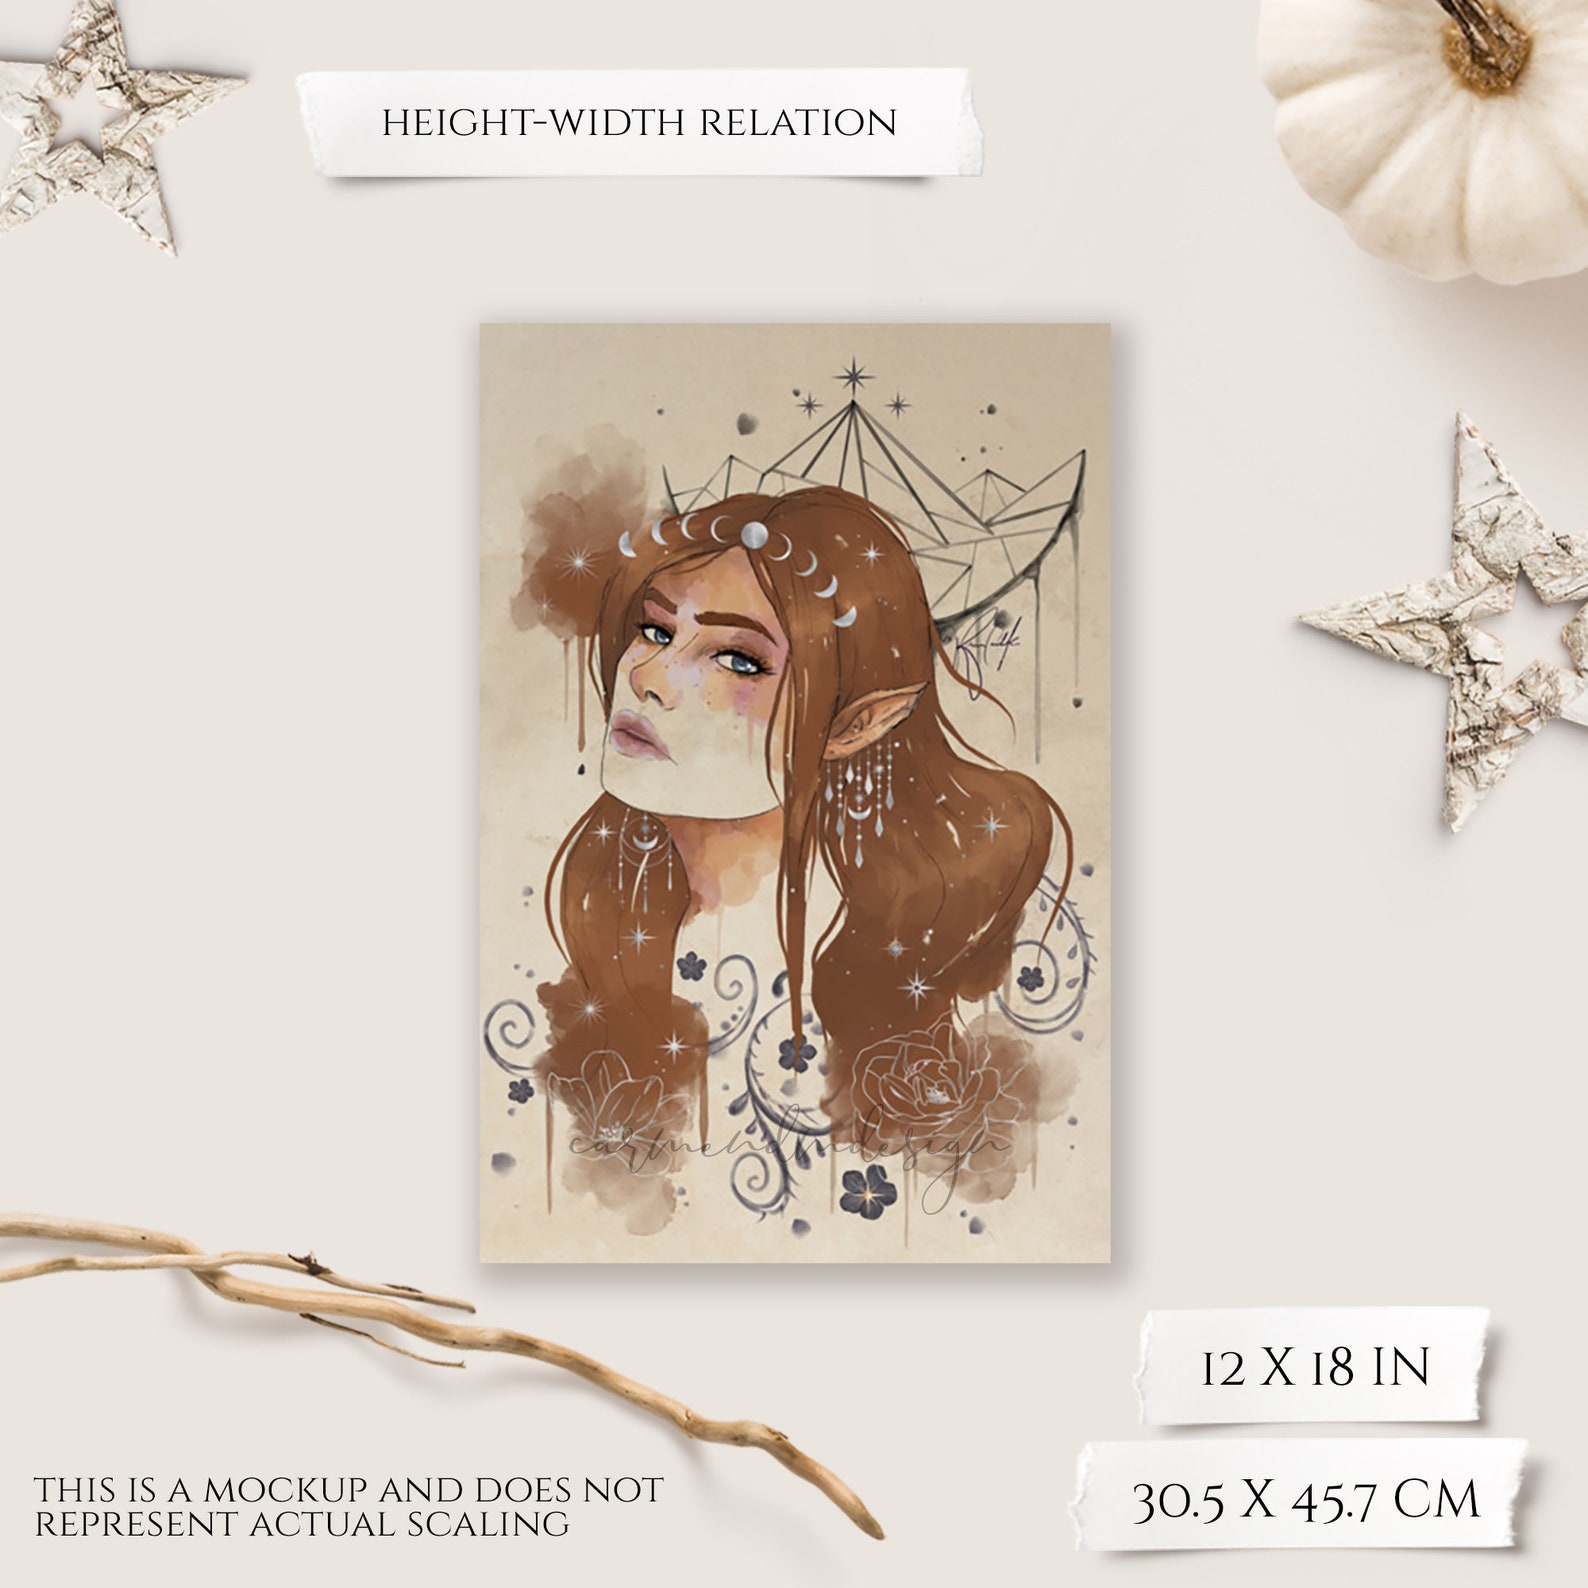 HEIGHT-WIDTH RELATION
carmendmdesign
12 X 18 IN
30.5 X 45.7 CM
THIS IS A MOCKUP AND DOES NOT
REPRESENT ACTUAL SCALING